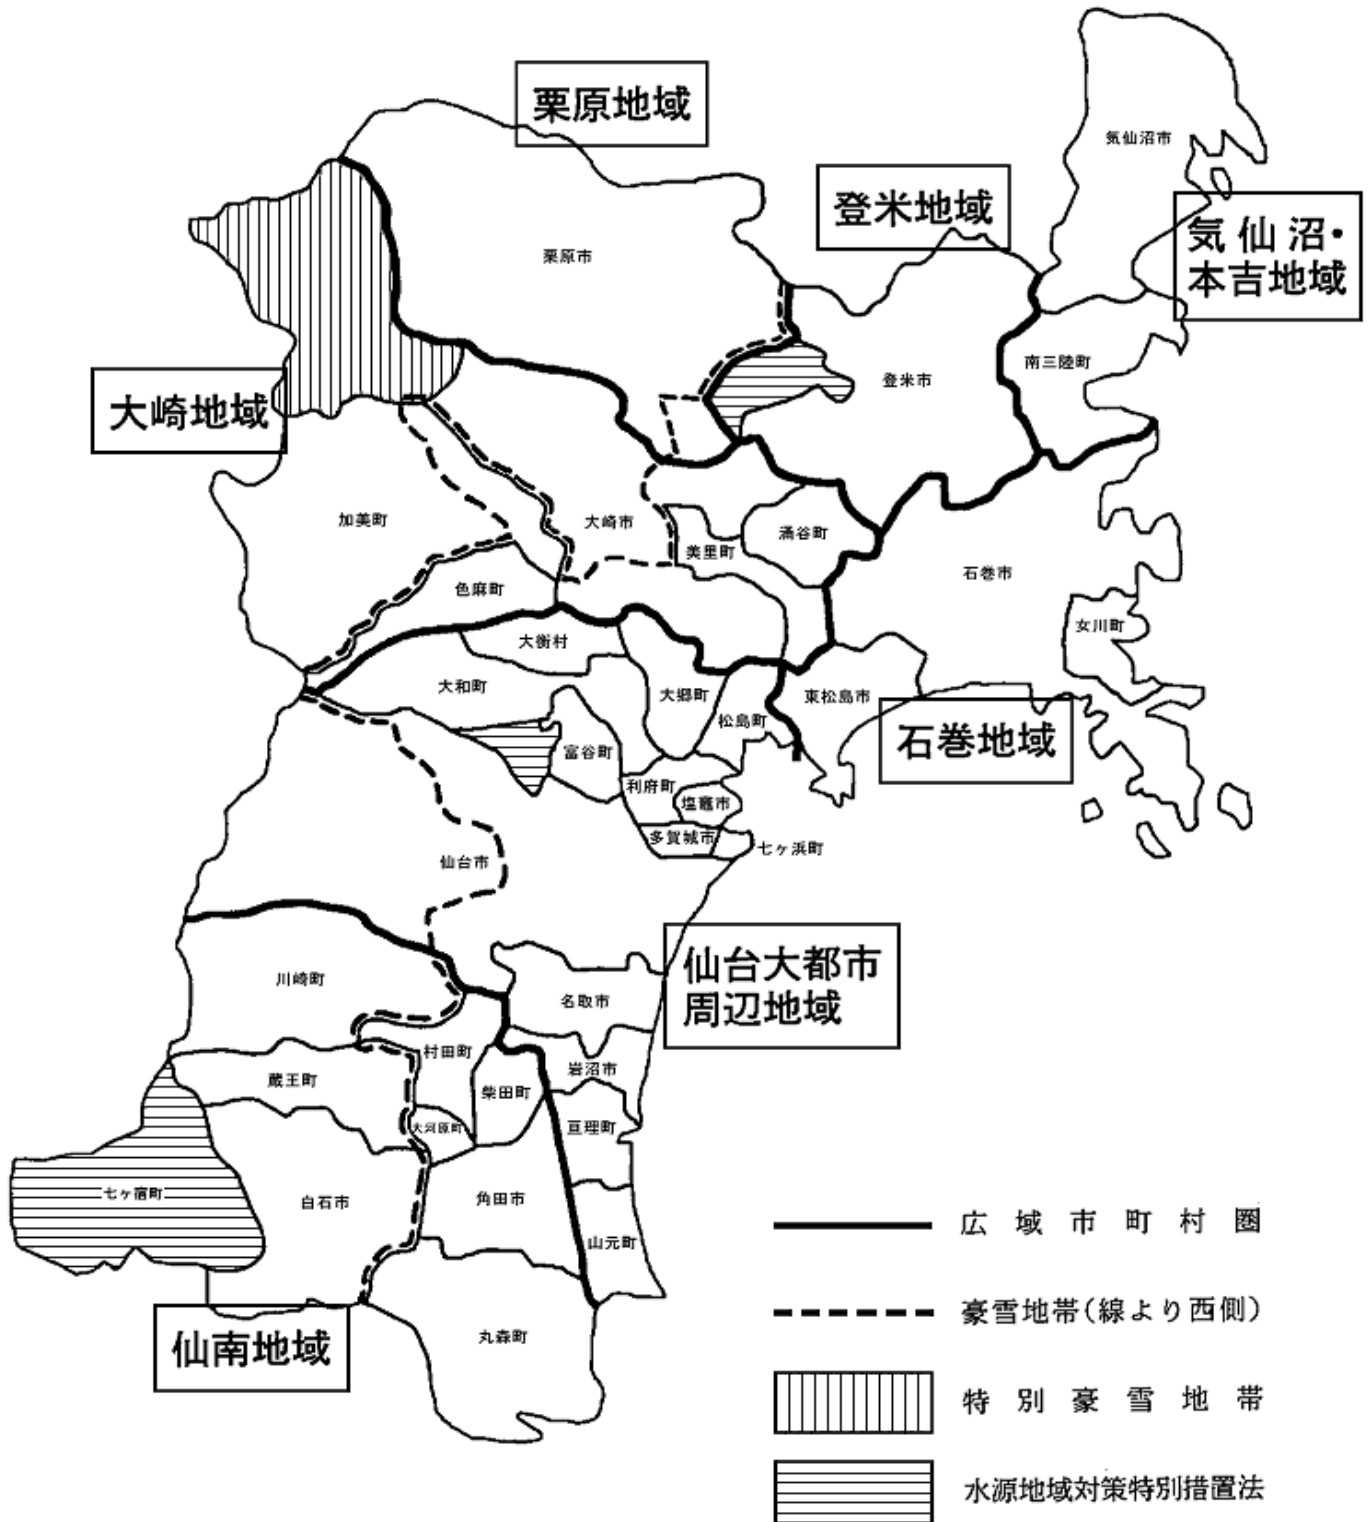 栗原地域
気仙沼市
登米地域
気仙沼・
本吉地域
栗原市
南三陸町
登米市
大崎地域
加美町
大崎市
涌谷町
美里町
石巻市
色麻町
女川町
大衡村
大和町
大郷町
東松島市
松島町
石巻地域
富谷町
利府町
塩竈市
多賀城市
七ヶ浜町
仙台市
仙台大都市
周辺地域
川崎町
名取市
村田町
岩沼市
蔵王町
柴田町
大河原町
亘理町
七ヶ宿町
白石市
角田市
山元町
丸森町
仙南地域
広域市町村圏
豪雪地帯(線より西側)
特別豪雪地帯
水源地域対策特別措置法